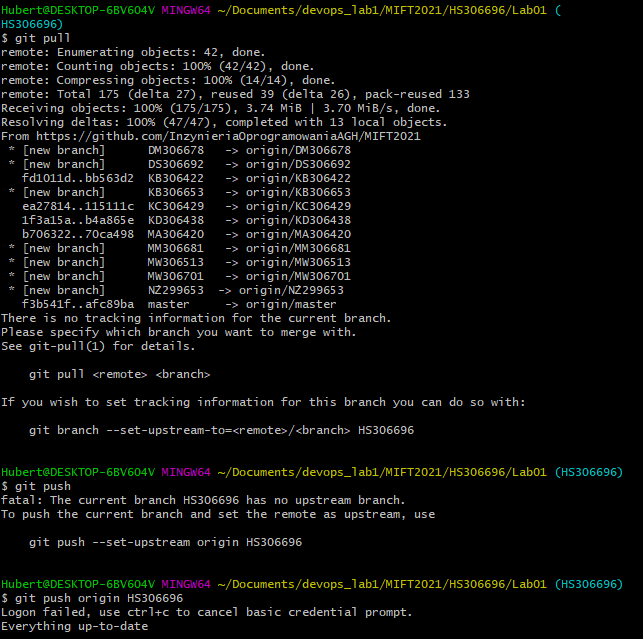 Hubert@DESKTOP-6BV6O4V MINGW64 ~/Documents/devops_lab1/MIFT2021/HS306696/Lab01 (
HS306696)
$ git pull
remote: Enumerating objects: 42, done.
remote: Counting objects: 100% (42/42), done.
remote: Compressing objects: 100% (14/14), done.
remote: Total 175 (delta 27), reused 39 (delta 26), pack-reused 133
Receiving objects: 100% (175/175), 3.74 MiB | 3.70 MiB/s, done.
Resolving deltas: 100% (47/47), completed with 13 local objects.
From https://github.com/InzynieriaOprogramowaniaAGH/MIFT2021
 * [new branch]      DM306678   -> origin/DM306678
 * [new branch]      DS306692   -> origin/DS306692
   fd1011d..bb563d2  KB306422   -> origin/KB306422
 * [new branch]      KB306653   -> origin/KB306653
   ea27814..115111c  KC306429   -> origin/KC306429
   1f3a15a..b4a865e  KD306438   -> origin/KD306438
   b706322..70ca498  MA306420   -> origin/MA306420
 * [new branch]      MM306681   -> origin/MM306681
 * [new branch]      MW306513   -> origin/MW306513
 * [new branch]      MW306701   -> origin/MW306701
 * [new branch]      NŻ299653  -> origin/NŻ299653
   f3b541f..afc89ba  master     -> origin/master
There is no tracking information for the current branch.
Please specify which branch you want to merge with.
See git-pull(1) for details.
    git pull <remote> <branch>
If you wish to set tracking information for this branch you can do so with:
    git branch --set-upstream-to=<remote>/<branch> HS306696
Hubert@DESKTOP-6BV6O4V MINGW64 ~/Documents/devops_lab1/MIFT2021/HS306696/Lab01 (HS306696)
$ git push
fatal: The current branch HS306696 has no upstream branch.
To push the current branch and set the remote as upstream, use
    git push --set-upstream origin HS306696
Hubert@DESKTOP-6BV6O4V MINGW64 ~/Documents/devops_lab1/MIFT2021/HS306696/Lab01 (HS306696)
$ git push origin HS306696
Logon failed, use ctrl+c to cancel basic credential prompt.
Everything up-to-date